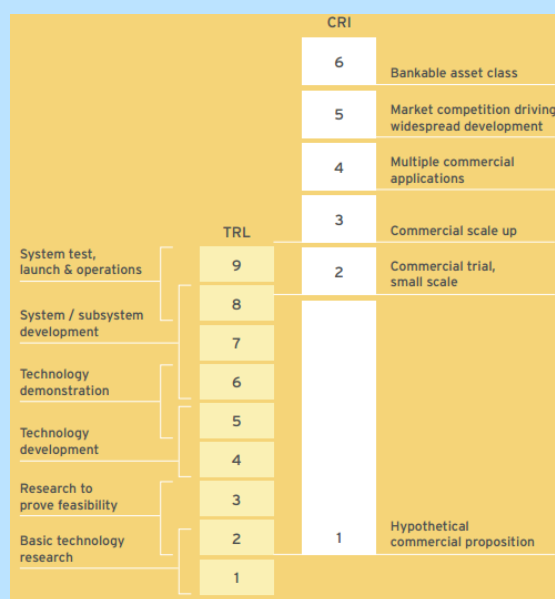 CRI
6
Bankable asset class
5
Market competition driving
widespread development
4
Multiple commercial
applications
3
Commercial scale up
2
Commercial trial,
small scale
1
Hypothetical
commercial proposition
TRL
9
8
7
6
5
4
3
2
1
System test,
launch & operations
System / subsystem
development
Technology
demonstration
Technology
development
Research to
prove feasibility
Basic technology
research